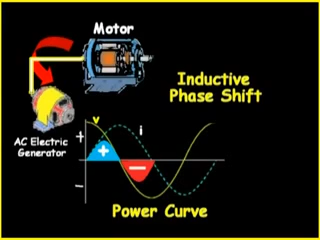 Motor
Inductive
Phase Shift
AC Electric
Generator
v
i
+
+
−
−
Power Curve